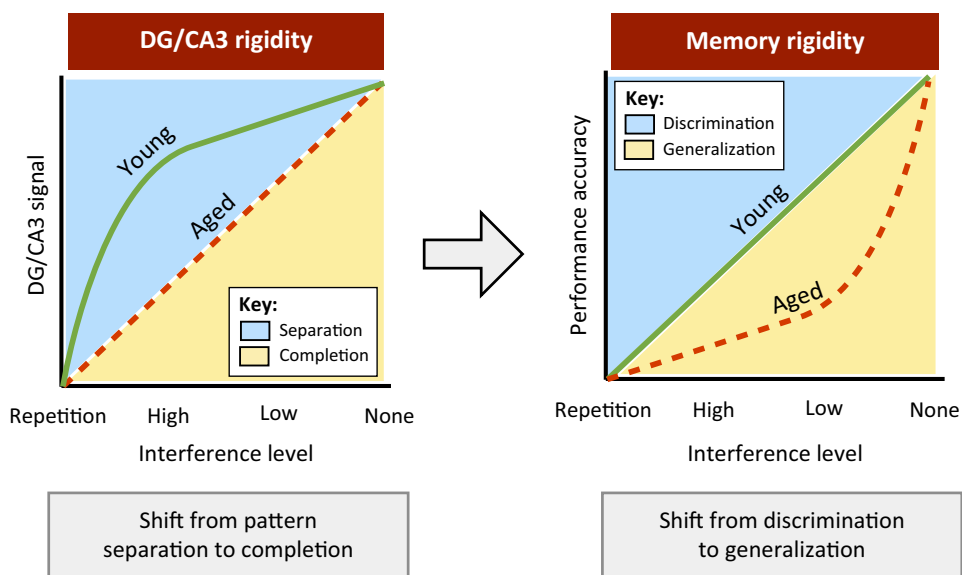 DG/CA3 rigidity
DG/CA3 signal
Young
Aged
Key:
Separation
Completion
Repetition
High
Low
None
Interference level
Shift from pattern
separation to completion
Memory rigidity
Performance accuracy
Key:
Discrimination
Generalization
Young
Aged
Repetition
High
Low
None
Interference level
Shift from discrimination
to generalization